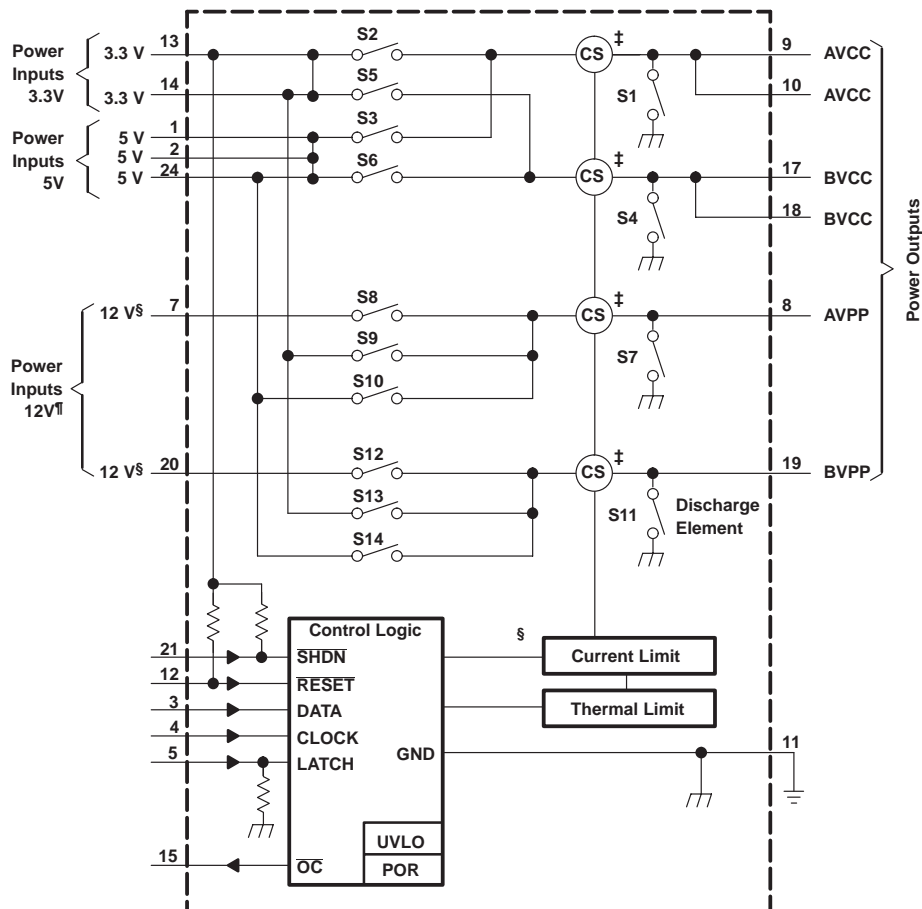 S2
Power
Inputs
3.3V
3.3 V
13
CS
‡
9
AVCC
3.3 V
14
S5
S1
10
AVCC
Power
Inputs
5V
5 V
1
S3
5 V
2
5 V
24
S6
CS
‡
17
BVCC
S4
18
BVCC
Power Outputs
12 V§
7
S8
CS
‡
8
AVPP
S9
S7
Power
Inputs
12V¶
S10
12 V§
20
S12
CS
‡
19
BVPP
S13
S11
Discharge
Element
S14
Control Logic
§
21
SHDN
Current Limit
12
RESET
3
DATA
Thermal Limit
4
CLOCK
5
LATCH
GND
11
UVLO
15
OC
POR